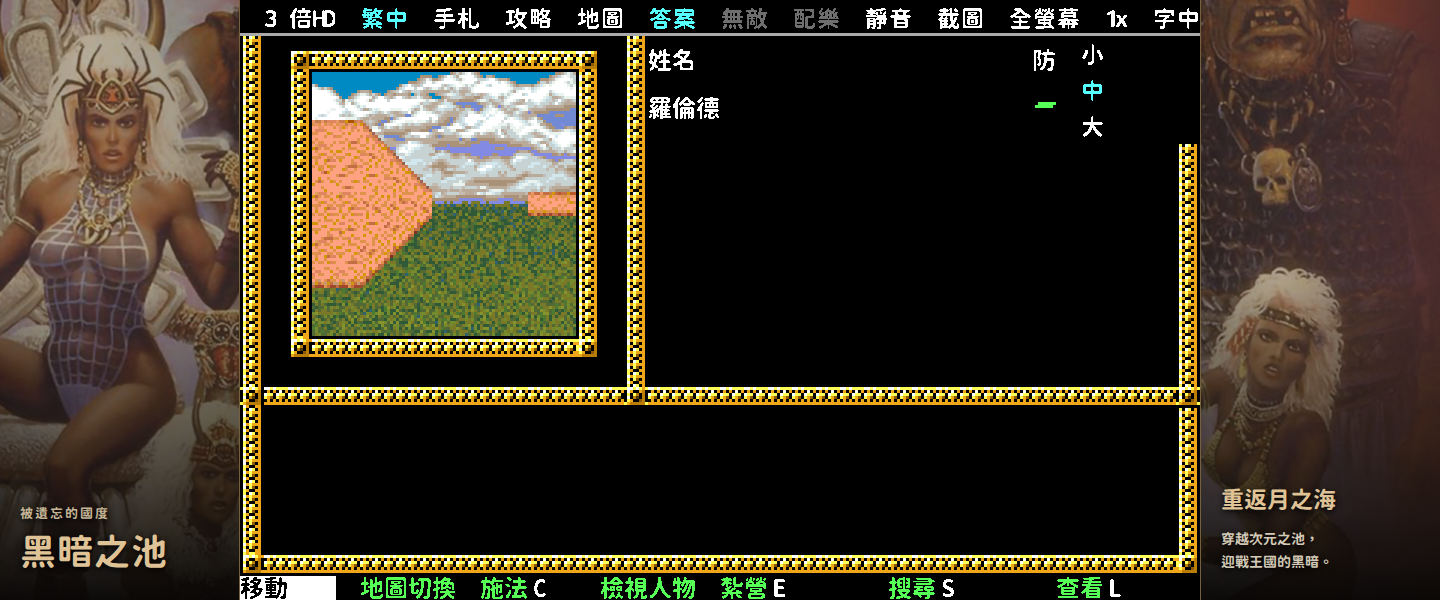 3 倍HD 繁中 手札 攻略 地圖 答案 無敵 配樂 靜音 截圖 全螢幕 1x 字中
小
中
大
姓名 防
羅倫德
被遺忘的國度
黑暗之池
重返月之海
穿越次元之池，
迎戰王國的黑暗。
移動 地圖切換 施法 C 檢視人物 紮營 E 搜尋 S 查看 L